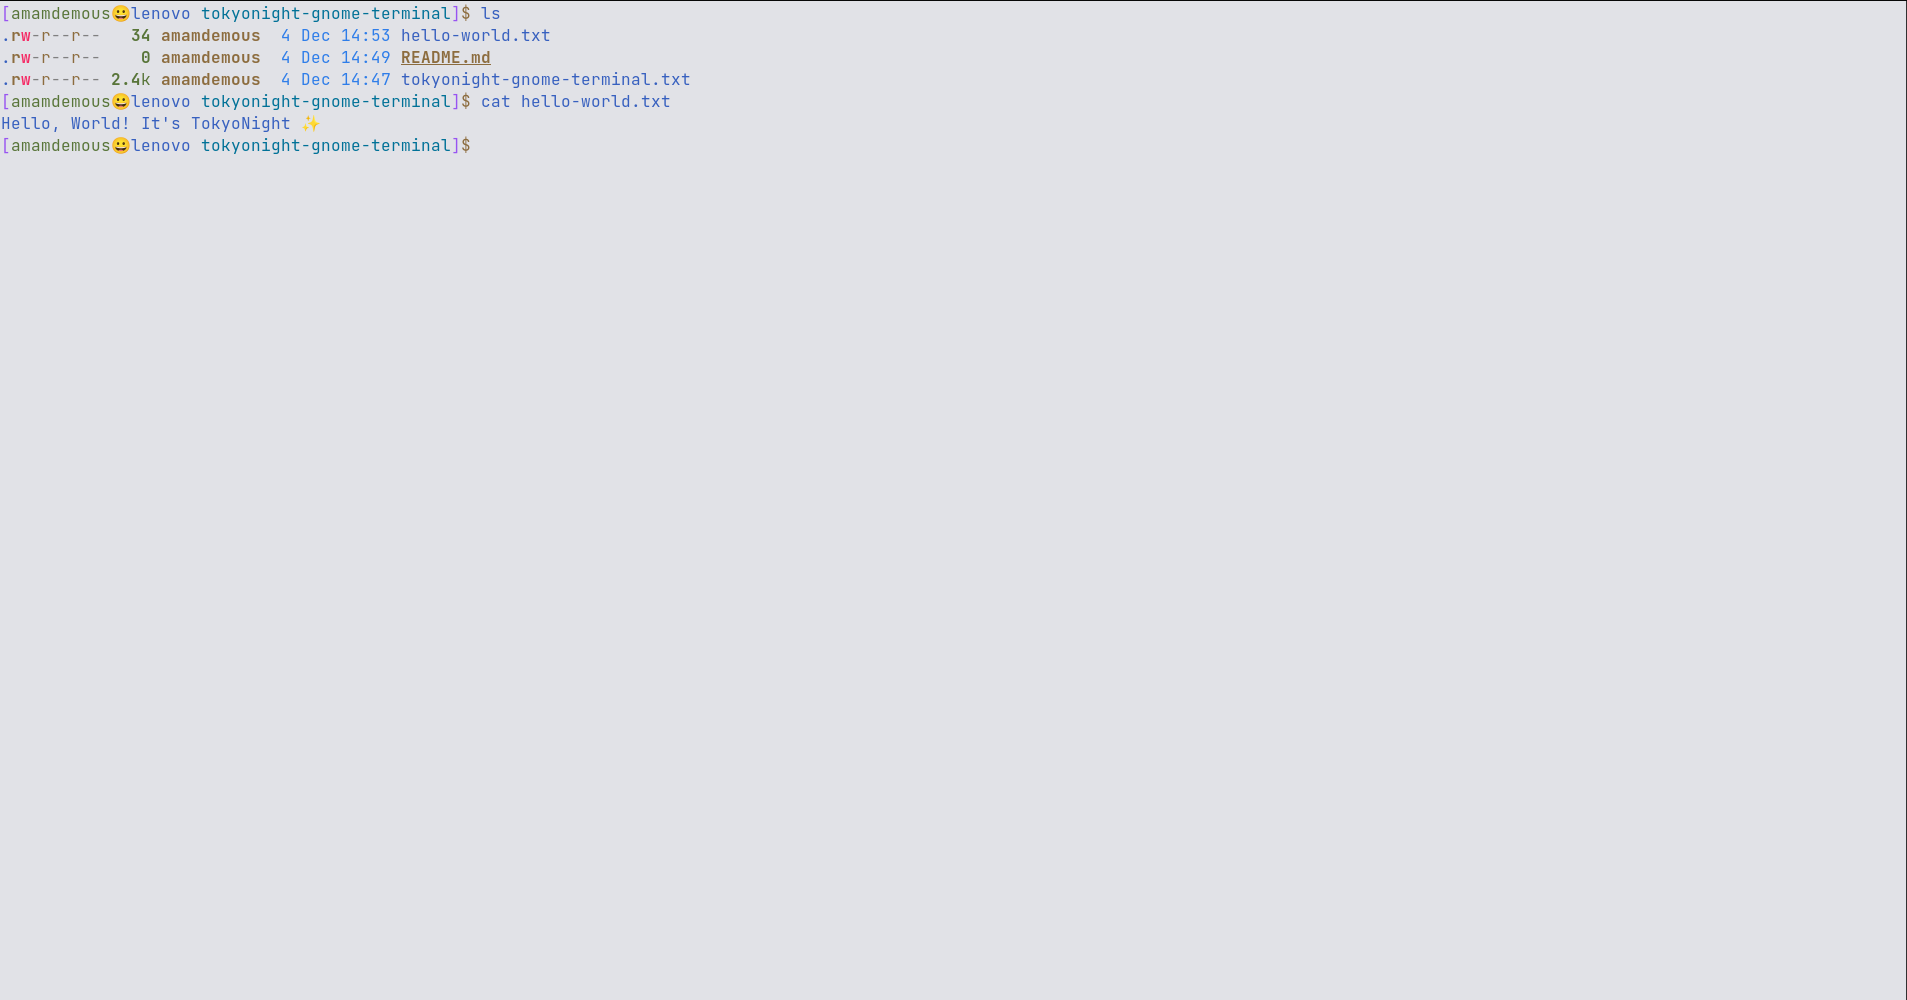 [amamdemous😀lenovo tokyonight-gnome-terminal]$ ls
.rw-r--r--   34 amamdemous  4 Dec 14:53 hello-world.txt
.rw-r--r--    0 amamdemous  4 Dec 14:49 README.md
.rw-r--r-- 2.4k amamdemous  4 Dec 14:47 tokyonight-gnome-terminal.txt
[amamdemous😀lenovo tokyonight-gnome-terminal]$ cat hello-world.txt
Hello, World! It's TokyoNight ✨
[amamdemous😀lenovo tokyonight-gnome-terminal]$